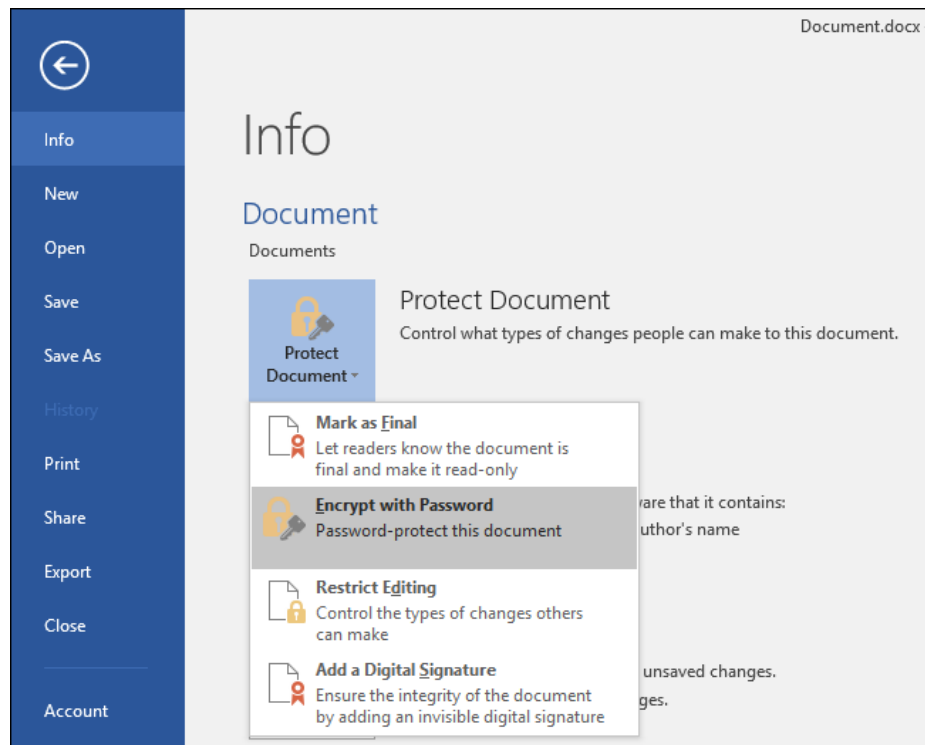 Document.docx
Info
New
Open
Save
Save As
History
Print
Share
Export
Close
Account
Info
Document
Documents
Protect
Document
Protect Document
Control what types of changes people can make to this document.
Mark as Final
Let readers know the document is
final and make it read-only
Encrypt with Password
Password-protect this document
Restrict Editing
Control the types of changes others
can make
Add a Digital Signature
Ensure the integrity of the document
by adding an invisible digital signature
that it contains:
name
unsaved changes.